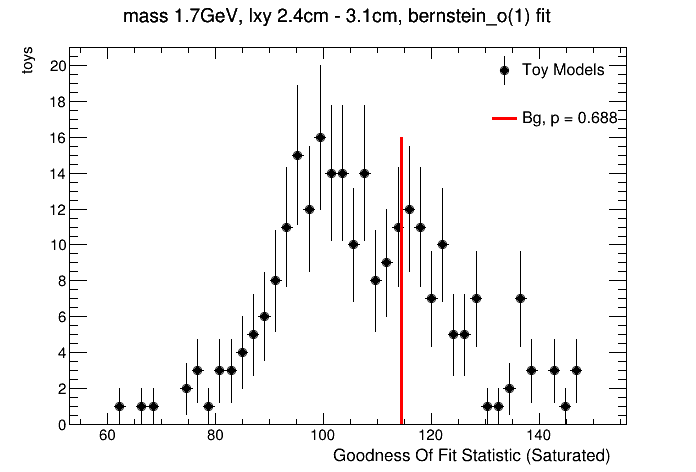 mass 1.7GeV, lxy 2.4cm - 3.1cm, bernstein_o(1) fit
toys
20
18
16
14
12
10
8
6
4
2
0
Toy Models
Bg, p = 0.688
60 80 100 120 140
Goodness Of Fit Statistic (Saturated)